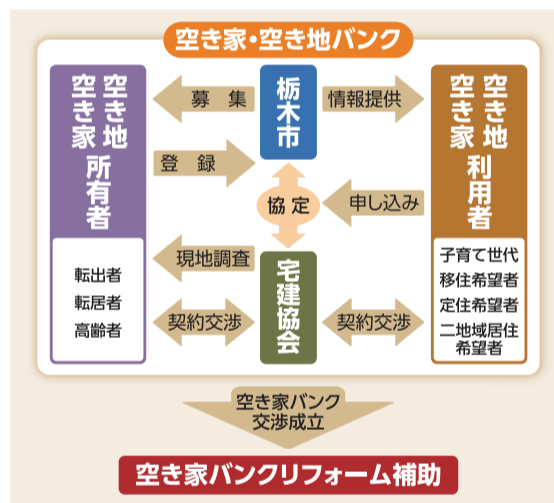 空き家・空き地バンク
空き家
空き地
所有者
転出者
転居者
高齢者
募 集
登 録
現地調査
契約交渉
栃木市
協 定
宅建協会
情報提供
申し込み
契約交渉
空き家
空き地
利用者
子育て世代
移住希望者
定住希望者
二地域居住
希望者
空き家バンク
交渉成立
空き家バンクリフォーム補助